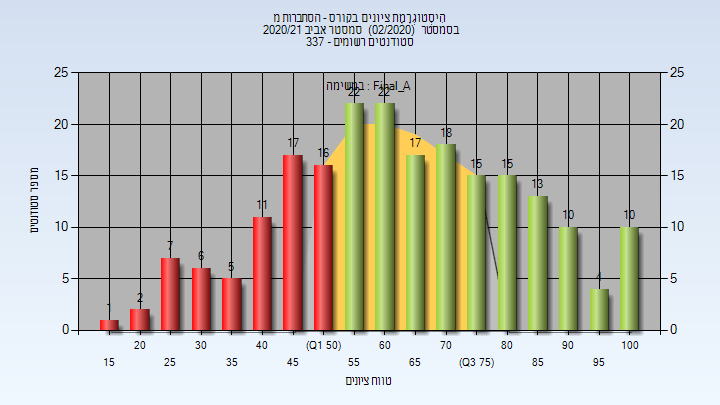 היסטוגרמת ציונים בקורס - הסתברות מ
בסמסטר (02/2020) סמסטר אביב 2020/21
337 - סטודנטים רשומים
במשימה : Final_A
25 25
20 20
15 15
10 10
5 5
0 0
מספר סטודנטים
1 2 7 6 5 11 17 16 22 22 17 18 15 15 13 10 4 10
20 30 40 (Q1 50) 60 70 80 90 100
15 25 35 45 55 65 (Q3 75) 85 95
טווח ציונים